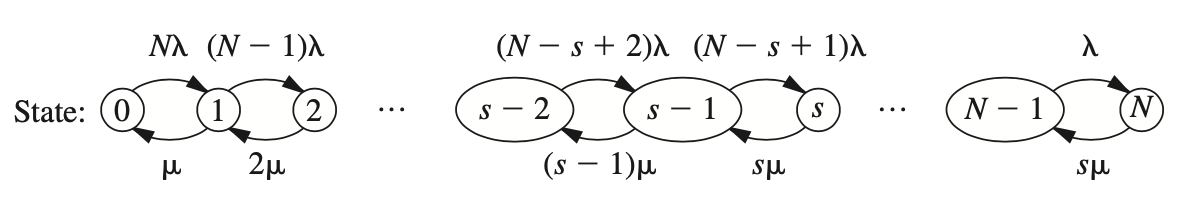 Nλ (N − 1)λ (N − s + 2)λ (N − s + 1)λ λ
State: 0 1 2 ... s − 2 s − 1 s ... N − 1 N
μ 2μ (s − 1)μ sμ sμ